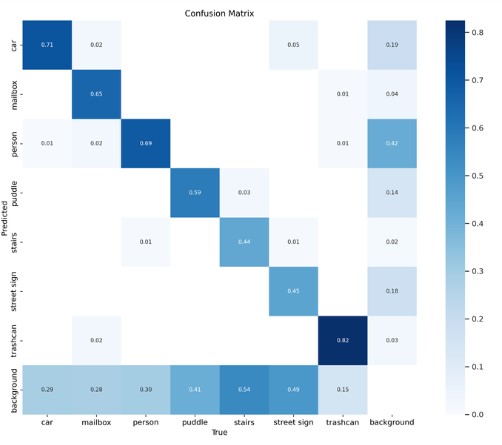 Confusion Matrix
car 0.71 0.02 0.05 0.19
mailbox 0.65 0.01 0.04
person 0.01 0.02 0.69 0.01 0.42
puddle 0.59 0.03 0.14
stairs 0.01 0.44 0.01 0.02
street sign 0.45 0.18
trashcan 0.02 0.82 0.03
background 0.29 0.28 0.30 0.41 0.54 0.49 0.15
car mailbox person puddle stairs street sign trashcan background
True
Predicted
0.8
0.7
0.6
0.5
0.4
0.3
0.2
0.1
0.0